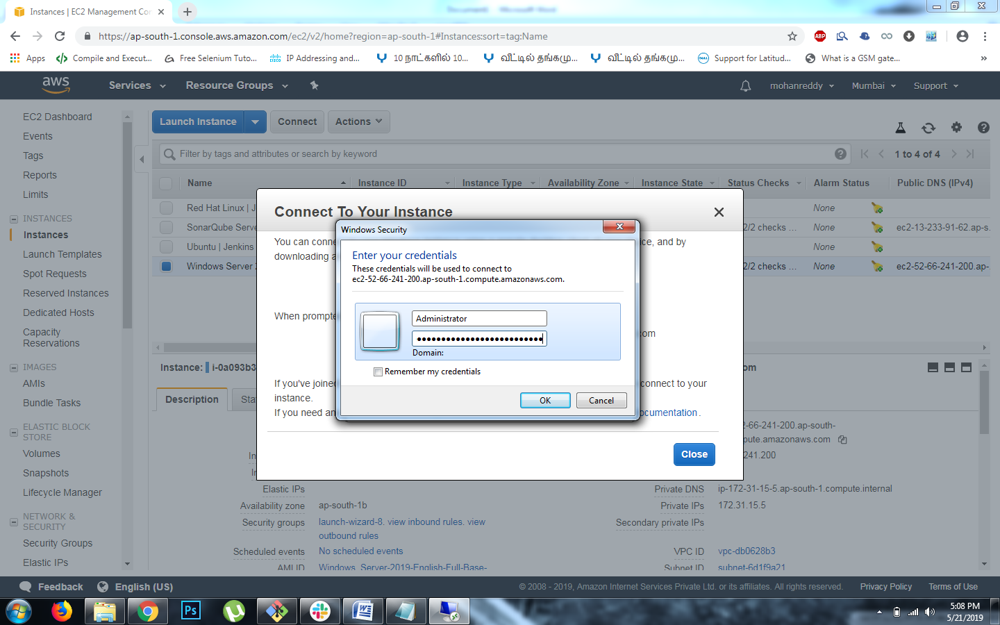 Document1 - Microsoft Word
Instances | EC2 Management Con
https://ap-south-1.console.aws.amazon.com/ec2/v2/home?region=ap-south-1#Instances:sort=tag:Name
ABP
Apps
Compile and Execut...
Free Selenium Tuto...
IP Addressing and...
10 நாட்களில் 10...
வீட்டில் தங்கமு...
வீட்டில் தங்கமு...
Support for Latitud...
What is a GSM gate...
aws
Services
Resource Groups
mohanreddy
Mumbai
Support
EC2 Dashboard
Events
Tags
Reports
Limits
INSTANCES
Instances
Launch Templates
Spot Requests
Reserved Instances
Dedicated Hosts
Capacity
Reservations
IMAGES
AMIs
Bundle Tasks
ELASTIC BLOCK
STORE
Volumes
Snapshots
Lifecycle Manager
NETWORK &
SECURITY
Security Groups
Elastic IPs
Launch Instance
Connect
Actions
Filter by tags and attributes or search by keyword
1 to 4 of 4
Name
Instance ID
Instance Type
Availability Zone
Instance State
Status Checks
Alarm Status
Public DNS (IPv4)
Red Hat Linux | J
None
SonarQube Serve
2/2 checks ...
None
ec2-13-233-91-62.ap-s.
Ubuntu | Jenkins
None
Windows Server 2
2/2 checks ...
None
ec2-52-66-241-200.ap-
Connect To Your Instance
You can conne
ce, and by
downloading a
When prompte
com
If you've joined
connect to your
instance.
If you need an
ocumentation.
Close
Windows Security
Enter your credentials
These credentials will be used to connect to
ec2-52-66-241-200.ap-south-1.compute.amazonaws.com.
Administrator
Domain:
Remember my credentials
OK
Cancel
Instance:
i-0a093b3
om
Description
Sta
2-66-241-200.ap-south-
pute.amazonaws.com
241.200
In
Elastic IPs
Private DNS
ip-172-31-15-5.ap-south-1.compute.internal
Availability zone
ap-south-1b
Private IPs
172.31.15.5
Security groups
launch-wizard-8. view inbound rules. view
outbound rules
Secondary private IPs
Scheduled events
No scheduled events
VPC ID
vpc-db0628b3
AMI ID
Windows_Server-2019-English-Full-Base-
Subnet ID
subnet-6d1f9a21
Feedback
English (US)
© 2008 - 2019, Amazon Internet Services Private Ltd. or its affiliates. All rights reserved.
Privacy Policy
Terms of Use
Ps
5:08 PM
5/21/2019